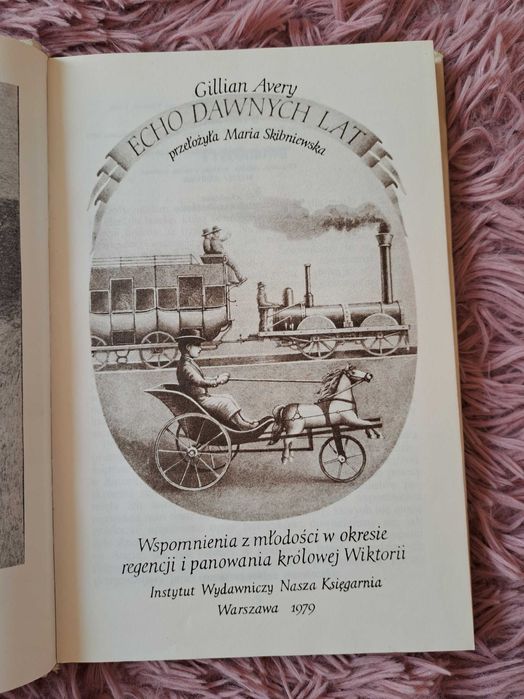 Gillian Avery
ECHO DAWNYCH LAT
przełożyła Maria Skibniewska
Wspomnienia z młodości w okresie
regencji i panowania królowej Wiktorii
Instytut Wydawniczy Nasza Księgarnia
Warszawa 1979